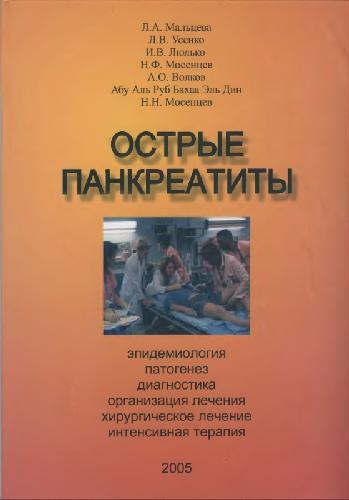 Л.А. Мальцева
Л.В. Усенко
И.В. Люлько
Н.Ф. Мосенцев
А.О. Волков
Абу Аль Руб Бахаа Эль Дин
Н.Н. Мосенцев
ОСТРЫЕ
ПАНКРЕАТИТЫ
эпидемиология
патогенез
диагностика
организация лечения
хирургическое лечение
интенсивная терапия
2005